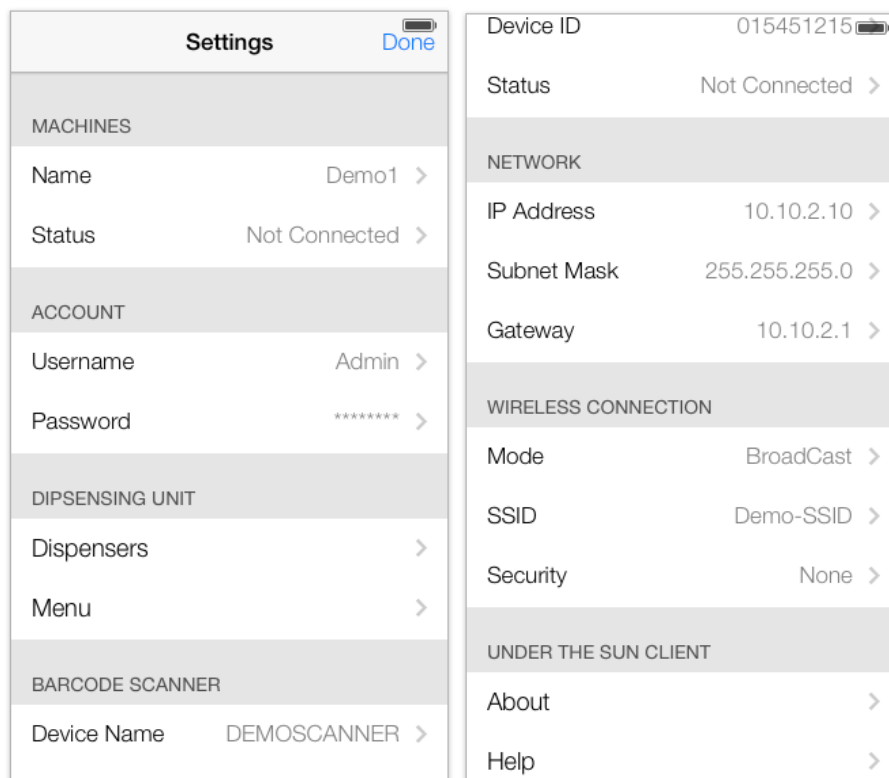 Settings
Done
MACHINES
Name Demo1
Status Not Connected
ACCOUNT
Username Admin
Password ********
DIPSENSING UNIT
Dispensers
Menu
BARCODE SCANNER
Device Name DEMOSCANNER
Device ID 015451215
Status Not Connected
NETWORK
IP Address 10.10.2.10
Subnet Mask 255.255.255.0
Gateway 10.10.2.1
WIRELESS CONNECTION
Mode BroadCast
SSID Demo-SSID
Security None
UNDER THE SUN CLIENT
About
Help